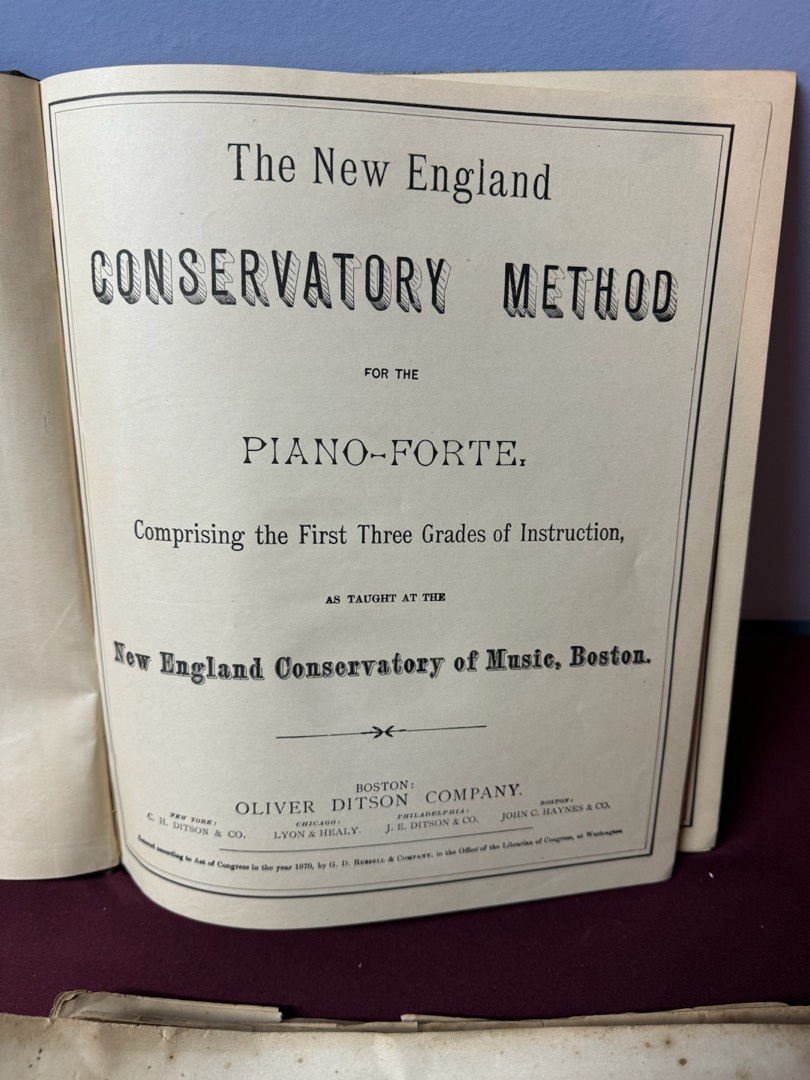 The New England
CONSERVATORY METHOD
FOR THE
PIANO-FORTE.
Comprising the First Three Grades of Instruction,
AS TAUGHT AT THE
New England Conservatory of Music, Boston.
BOSTON:
OLIVER DITSON COMPANY.
NEW YORK: CHICAGO: PHILADELPHIA: BOSTON:
C. H. DITSON & CO. LYON & HEALY. J. E. DITSON & CO. JOHN C. HAYNES & CO.
Entered according to Act of Congress in the year 1870, by G. D. RUSSELL & COMPANY, in the Office of the Librarian of Congress, at Washington